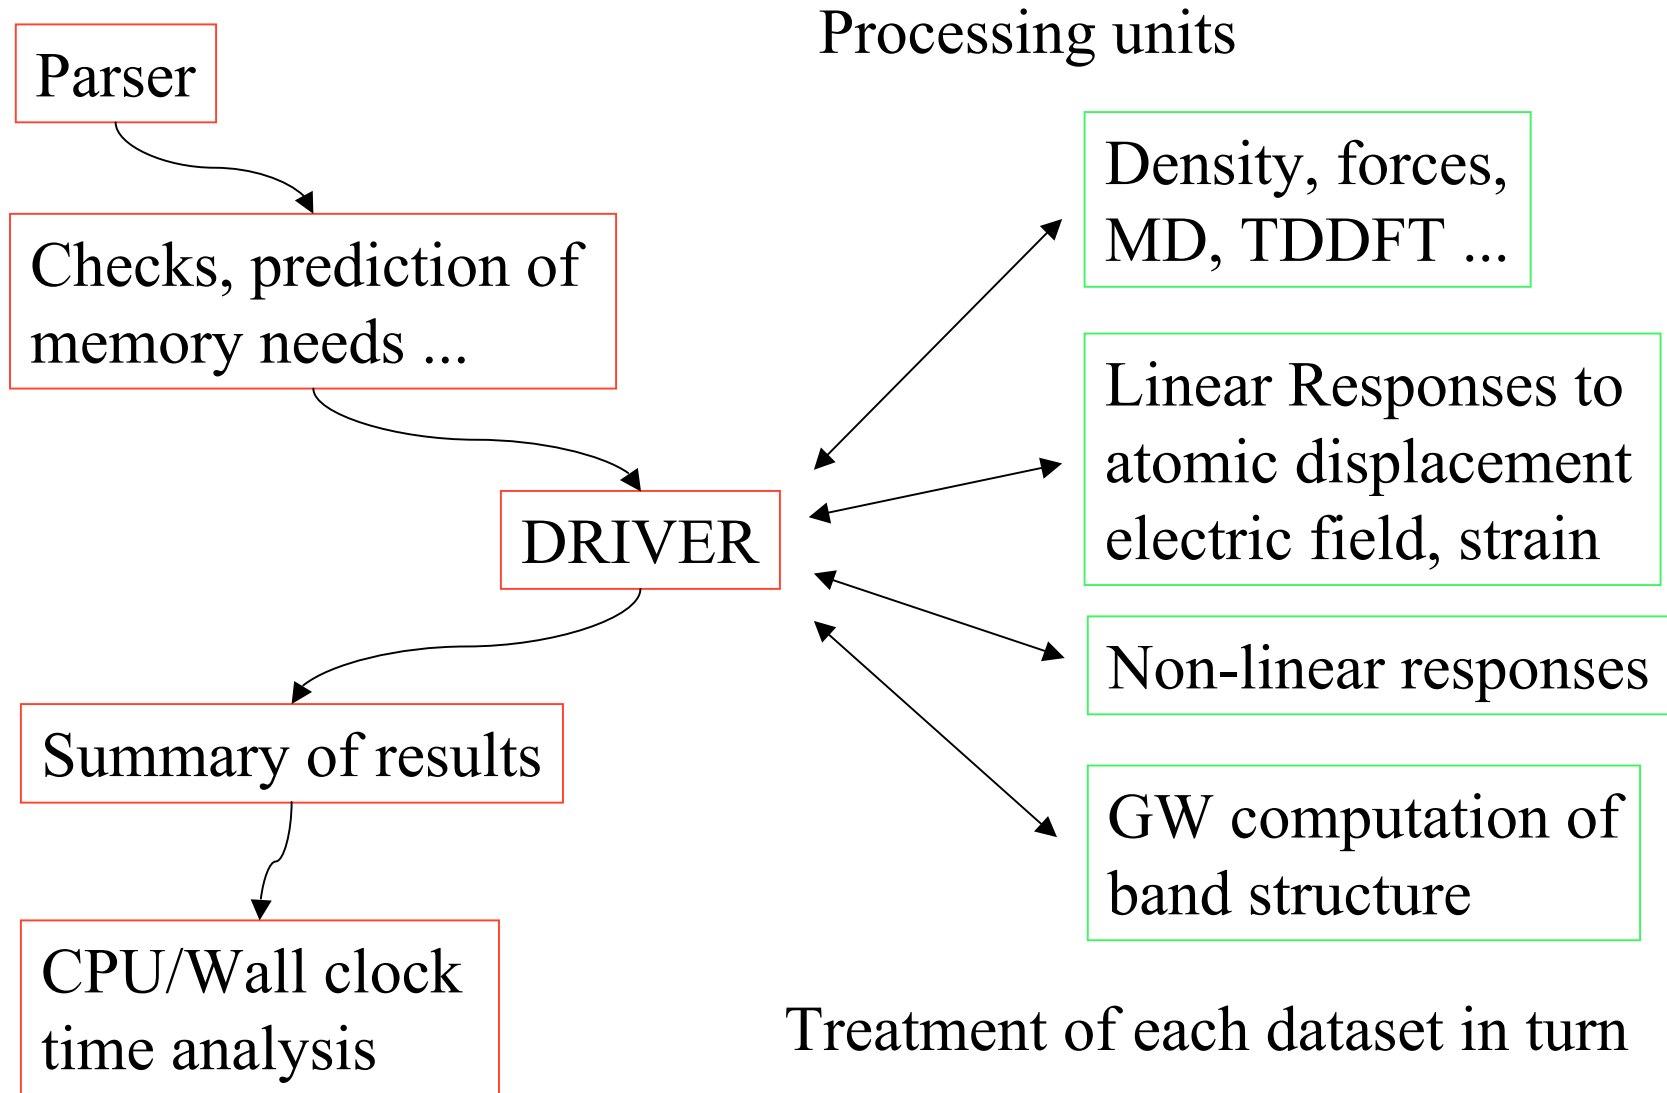 Processing units
Parser
Checks, prediction of
memory needs ...
DRIVER
Summary of results
CPU/Wall clock
time analysis
Density, forces,
MD, TDDFT ...
Linear Responses to
atomic displacement
electric field, strain
Non-linear responses
GW computation of
band structure
Treatment of each dataset in turn